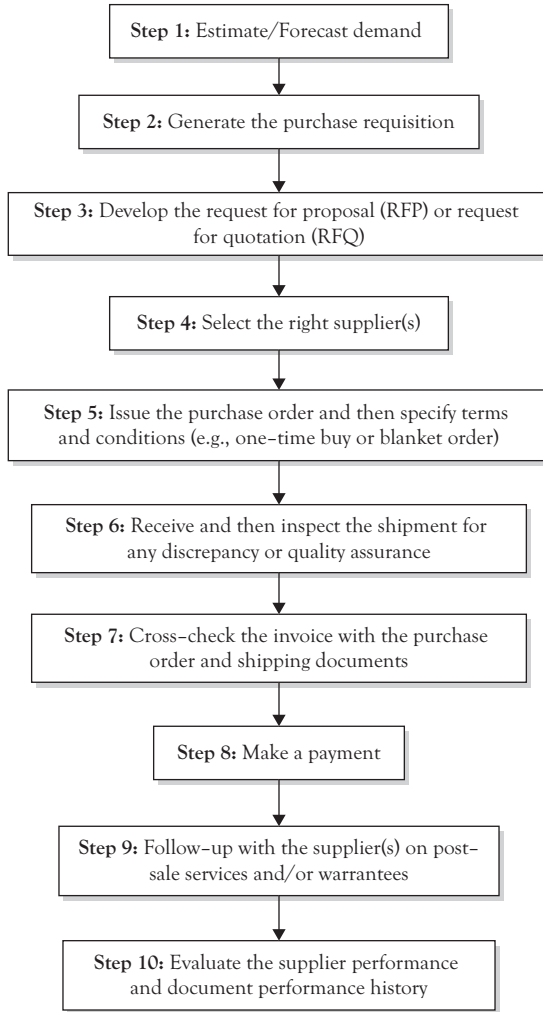 Step 1: Estimate/Forecast demand
Step 2: Generate the purchase requisition
Step 3: Develop the request for proposal (RFP) or request
for quotation (RFQ)
Step 4: Select the right supplier(s)
Step 5: Issue the purchase order and then specify terms
and conditions (e.g., one-time buy or blanket order)
Step 6: Receive and then inspect the shipment for
any discrepancy or quality assurance
Step 7: Cross-check the invoice with the purchase
order and shipping documents
Step 8: Make a payment
Step 9: Follow-up with the supplier(s) on post-
sale services and/or warrantees
Step 10: Evaluate the supplier performance
and document performance history